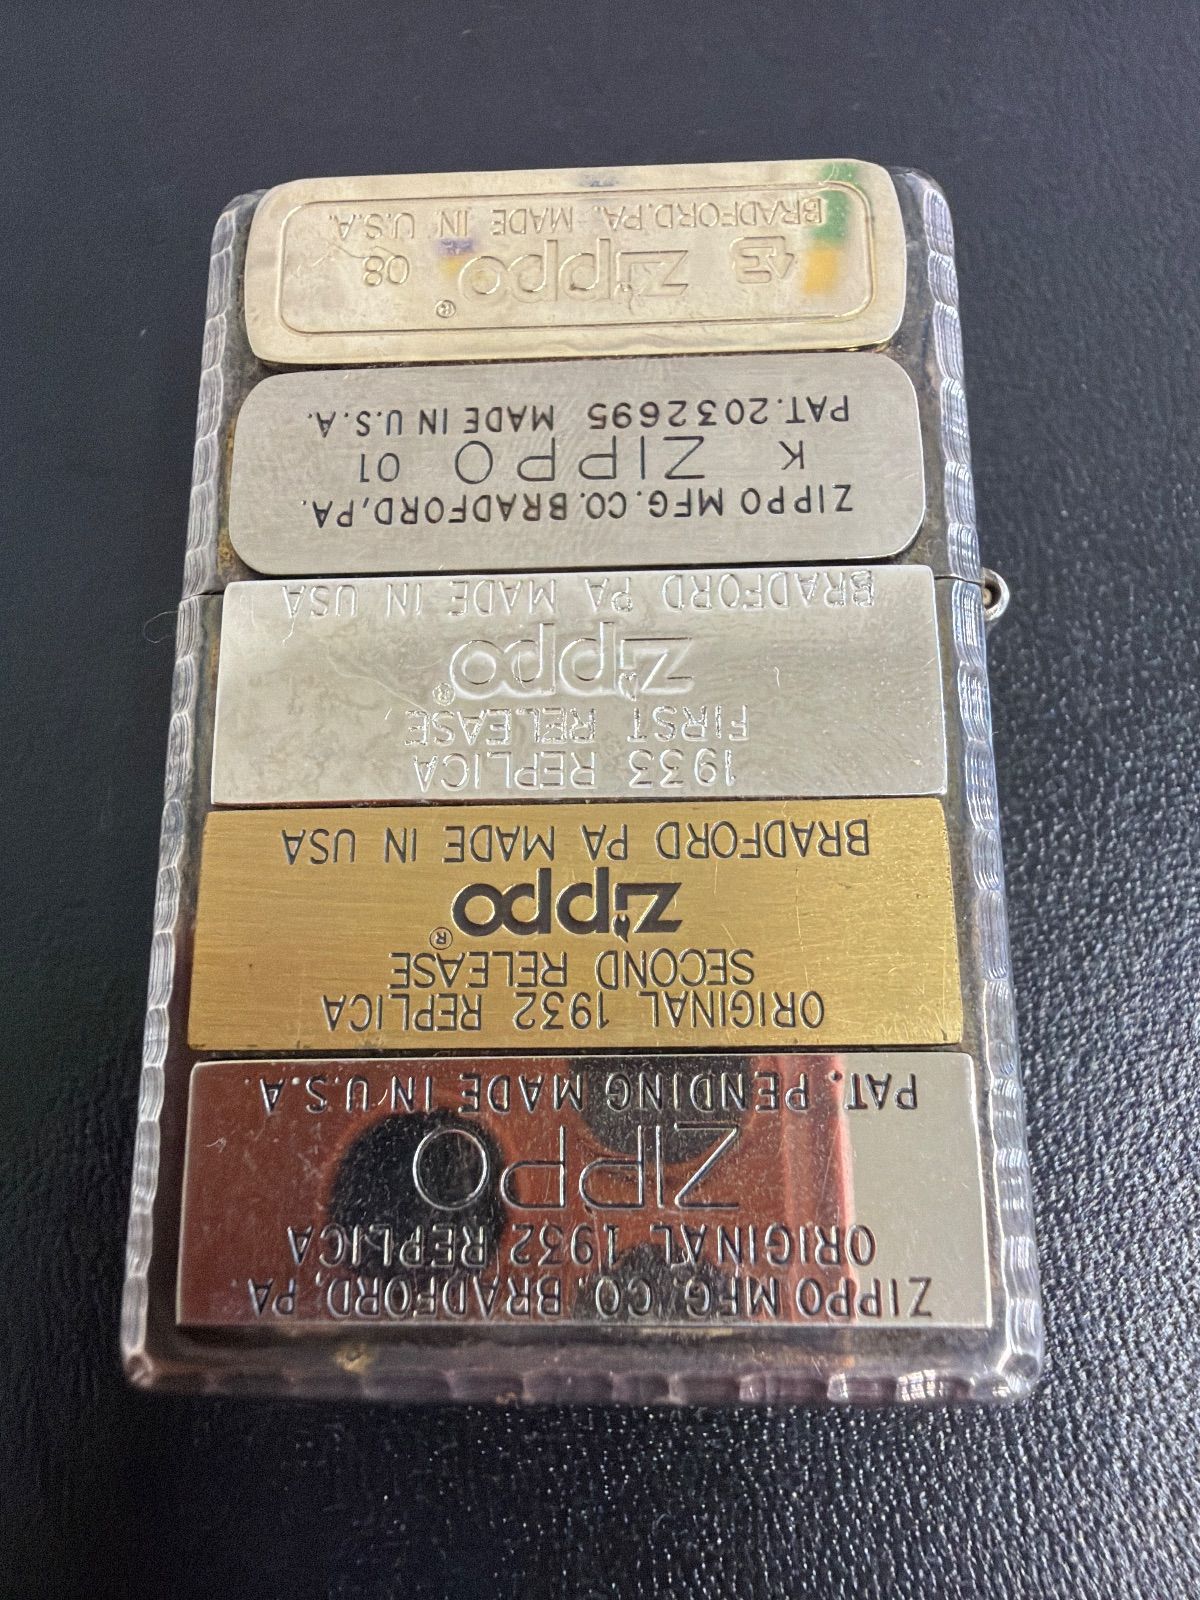 ZIPPO MFG. CO. BRADFORD, PA.
ORIGINAL 1932 REPLICA
ZIPPO
PAT. PENDING MADE IN U.S.A.
ORIGINAL 1932 REPLICA
SECOND RELEASE
Zippo®
BRADFORD PA MADE IN USA
1933 REPLICA
FIRST RELEASE
Zippo®
BRADFORD PA MADE IN USA
ZIPPO MFG. CO. BRADFORD, PA.
K ZIPPO 01
PAT. 2032695 MADE IN U.S.A.
Zippo® 08
BRADFORD.PA. MADE IN U.S.A.